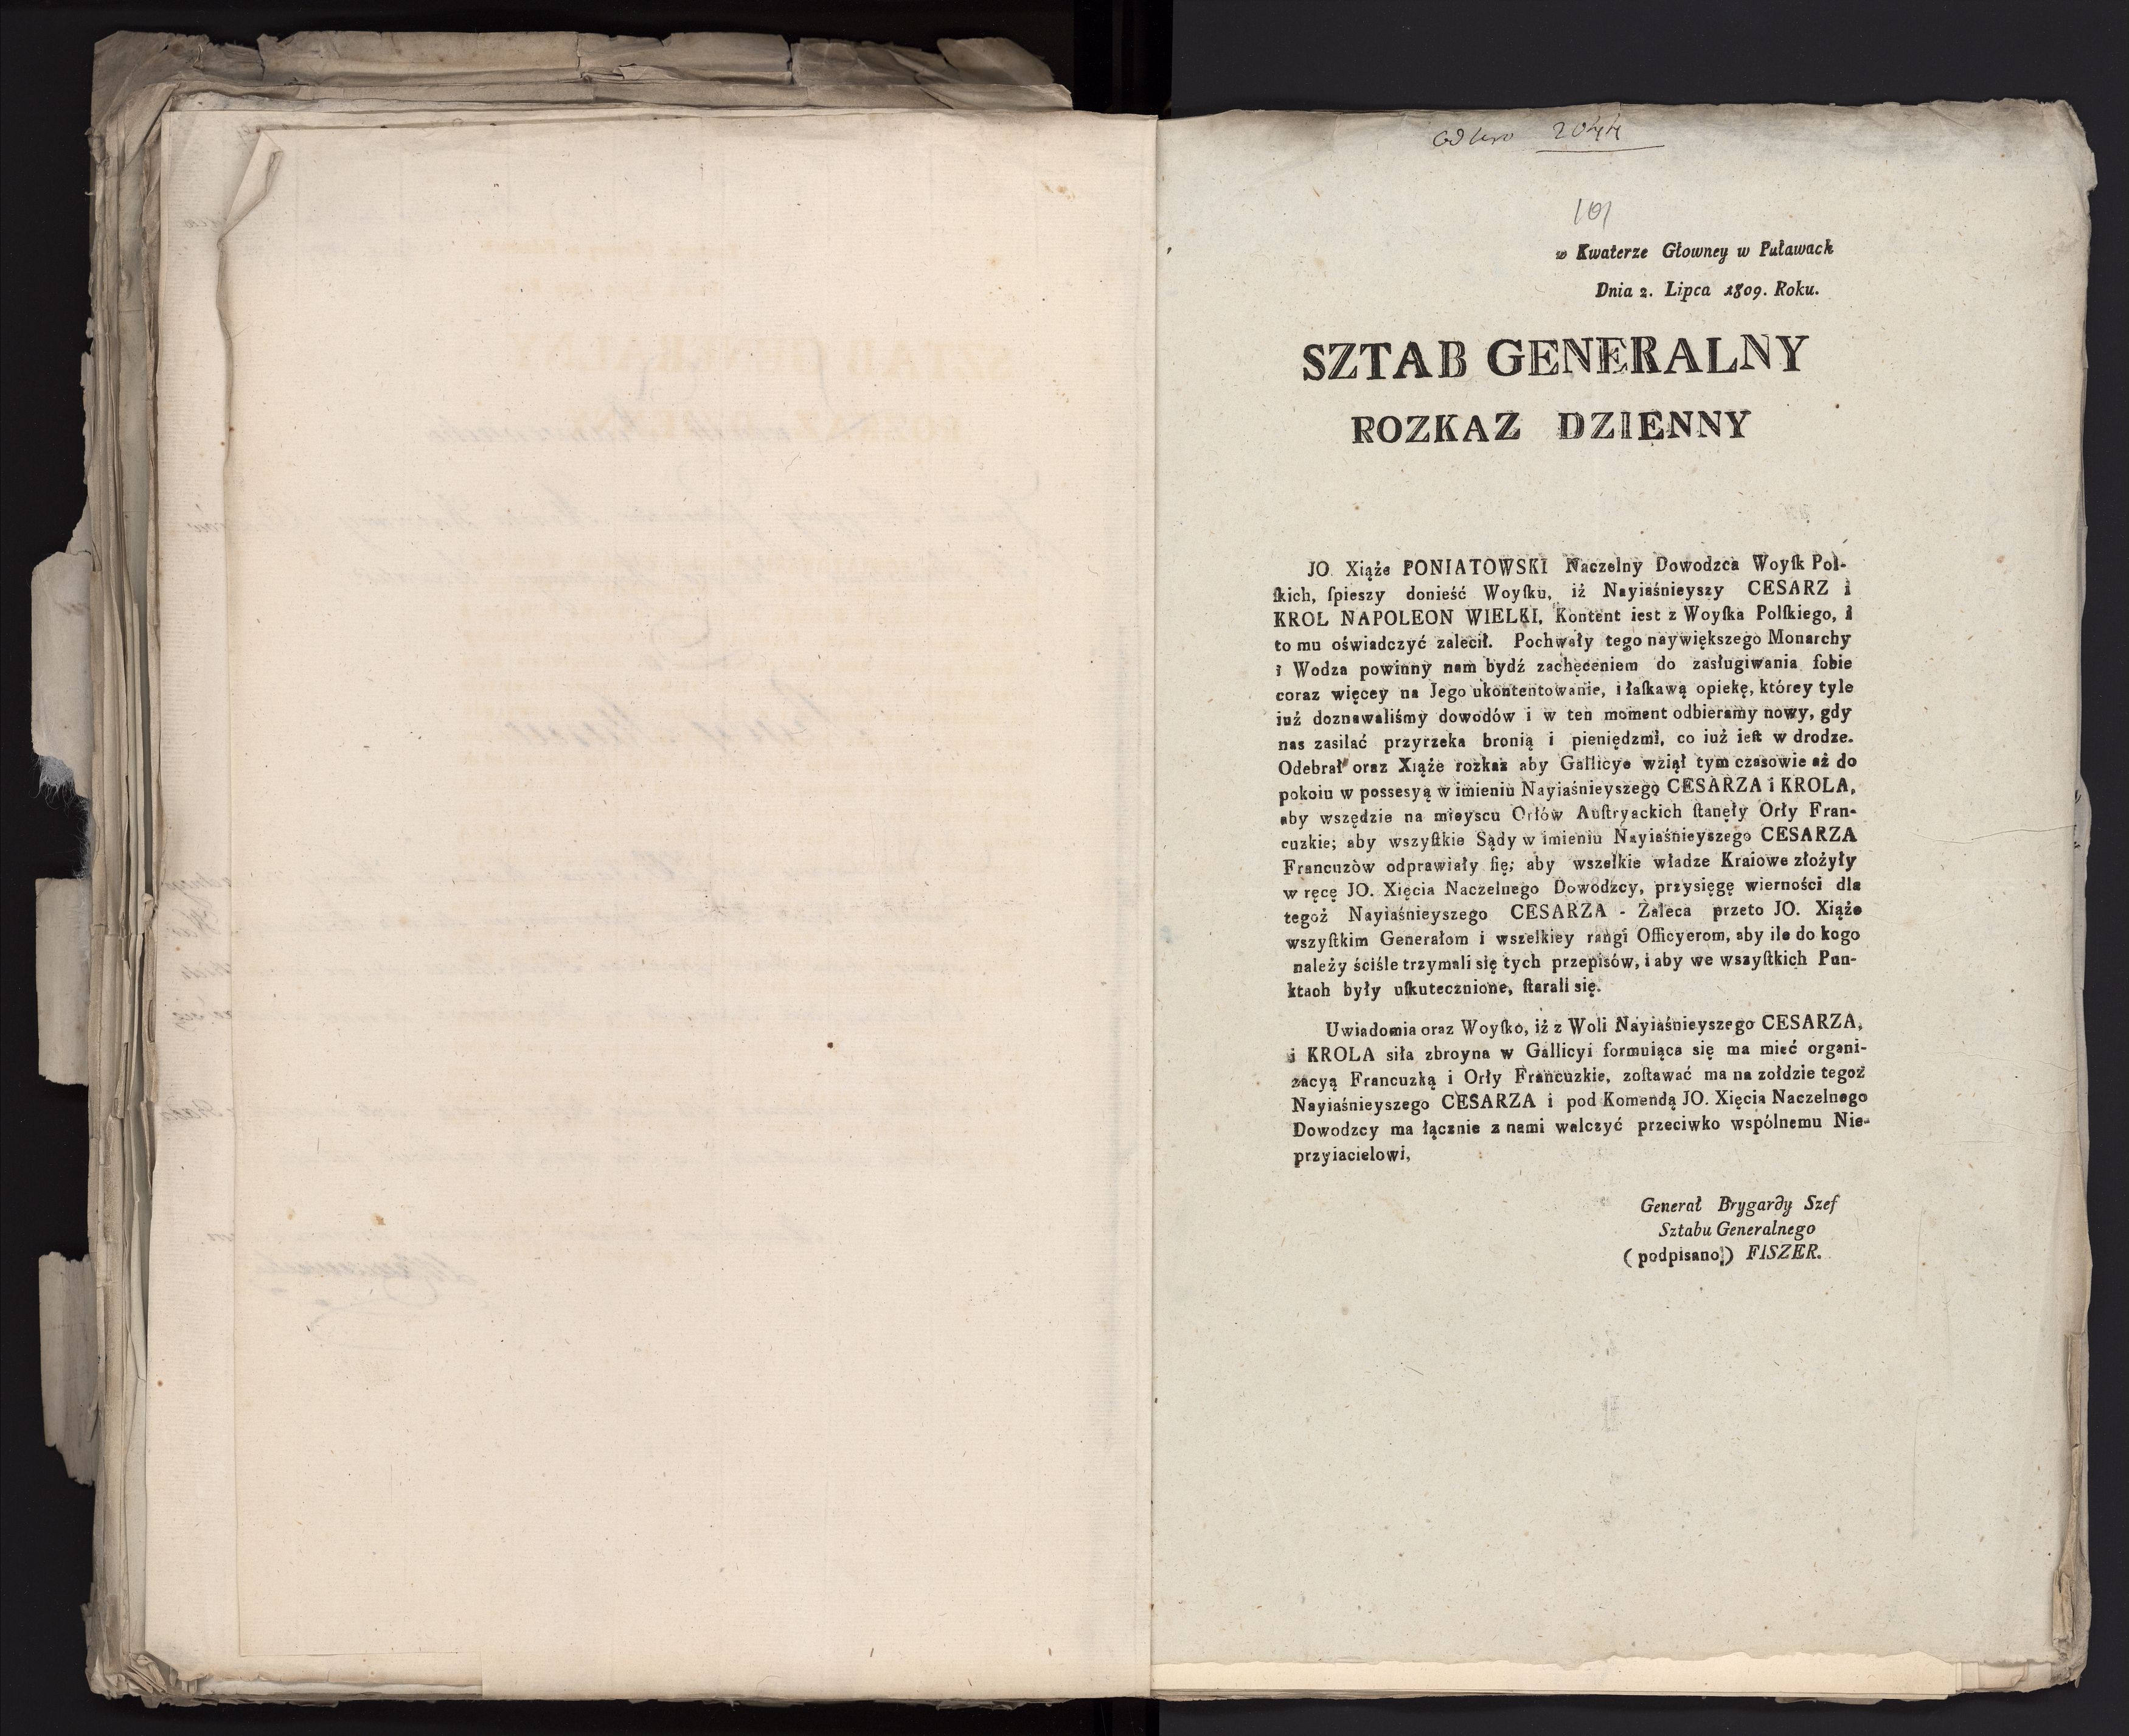 2044
101
w Kwaterze Głowney w Puławach
Dnia 2. Lipca 1809. Roku.
SZTAB GENERALNY
ROZKAZ DZIENNY
JO. Xiąże PONIATOWSKI Naczelny Dowodzca Woyſk Pol-
ſkich, ſpieszy donieść Woyſku, iż Nayiaśnieyszy CESARZ i
KROL NAPOLEON WIELKI, Kontent iest z Woyſka Polſkiego, i
to mu oświadczyć zalecił. Pochwały tego naywiększego Monarchy
i Wodza powinny nam bydź zachęceniem do zasługiwania ſobie
coraz więcey na Jego ukontentowanie, i łaſkawą opiekę, którey tyle
iuż doznawaliśmy dowodów i w ten moment odbieramy nowy, gdy
nas zasilać przyrzeka bronią i pieniędzmi, co iuż ieſt w drodze.
Odebrał oraz Xiąże rozkaz aby Gallicye wziął tym czasowie aż do
pokoiu w possesyą w imieniu Nayiaśnieyszego CESARZA i KROLA,
aby wszędzie na mieyscu Orłów Auſtryackich ſtanęły Orły Fran-
cuzkie; aby wszyſtkie Sądy w imieniu Nayiaśnieyszego CESARZA
Francuzòw odprawiały ſię; aby wszelkie władze Kraiowe złożyły
w ręcę JO. Xięcia Naczelnego Dowodzcy, przysięgę wierności dla
tegoż Nayiaśnieyszego CESARZA - Zaleca przeto JO. Xiąże
wszyſtkim Generałom i wszelkiey rangi Officyerom, aby ile do kogo
należy ściśle trzymali się tych przepisów, i aby we wszyſtkich Pun-
ktach były uſkutecznione, ſtarali się.
Uwiadomia oraz Woyſko, iż z Woli Nayiaśnieyszego CESARZA,
i KROLA siła zbroyna w Gallicyi formuiąca się ma mieć organi-
zacyą Francuzką i Orły Francuzkie, zoſtawać ma na zołdzie tegoż
Nayiaśnieyszego CESARZA i pod Komendą JO. Xięcia Naczelnego
Dowodzcy ma łącznie z nami walczyć przeciwko wspólnemu Nie-
przyiacielowi,
Generał Brygardy Szef
Sztabu Generalnego
(podpisano) FISZER.